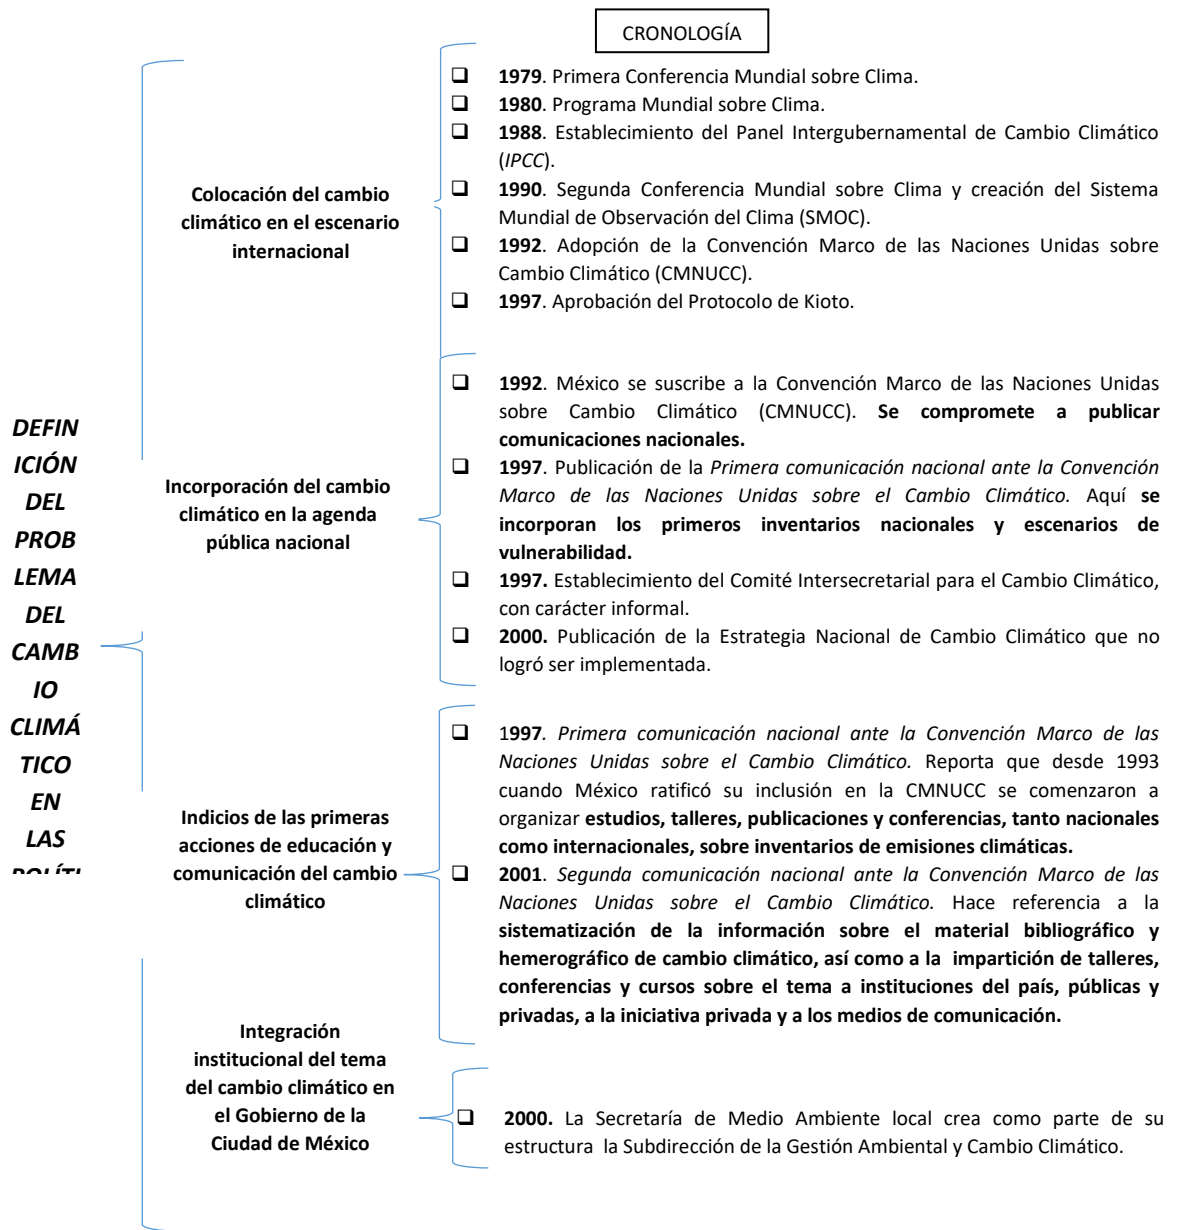 CRONOLOGÍA
DEFIN
ICIÓN
DEL
PROB
LEMA
DEL
CAMB
IO
CLIMÁ
TICO
EN
LAS
POLÍTI
Colocación del cambio
climático en el escenario
internacional
❑ 1979. Primera Conferencia Mundial sobre Clima.
❑ 1980. Programa Mundial sobre Clima.
❑ 1988. Establecimiento del Panel Intergubernamental de Cambio Climático
(IPCC).
❑ 1990. Segunda Conferencia Mundial sobre Clima y creación del Sistema
Mundial de Observación del Clima (SMOC).
❑ 1992. Adopción de la Convención Marco de las Naciones Unidas sobre
Cambio Climático (CMNUCC).
❑ 1997. Aprobación del Protocolo de Kioto.
Incorporación del cambio
climático en la agenda
pública nacional
❑ 1992. México se suscribe a la Convención Marco de las Naciones Unidas
sobre Cambio Climático (CMNUCC). Se compromete a publicar
comunicaciones nacionales.
❑ 1997. Publicación de la Primera comunicación nacional ante la Convención
Marco de las Naciones Unidas sobre el Cambio Climático. Aquí se
incorporan los primeros inventarios nacionales y escenarios de
vulnerabilidad.
❑ 1997. Establecimiento del Comité Intersecretarial para el Cambio Climático,
con carácter informal.
❑ 2000. Publicación de la Estrategia Nacional de Cambio Climático que no
logró ser implementada.
Indicios de las primeras
acciones de educación y
comunicación del cambio
climático
❑ 1997. Primera comunicación nacional ante la Convención Marco de las
Naciones Unidas sobre el Cambio Climático. Reporta que desde 1993
cuando México ratificó su inclusión en la CMNUCC se comenzaron a
organizar estudios, talleres, publicaciones y conferencias, tanto nacionales
como internacionales, sobre inventarios de emisiones climáticas.
❑ 2001. Segunda comunicación nacional ante la Convención Marco de las
Naciones Unidas sobre el Cambio Climático. Hace referencia a la
sistematización de la información sobre el material bibliográfico y
hemerográfico de cambio climático, así como a la impartición de talleres,
conferencias y cursos sobre el tema a instituciones del país, públicas y
privadas, a la iniciativa privada y a los medios de comunicación.
Integración
institucional del tema
del cambio climático en
el Gobierno de la
Ciudad de México
❑ 2000. La Secretaría de Medio Ambiente local crea como parte de su
estructura la Subdirección de la Gestión Ambiental y Cambio Climático.